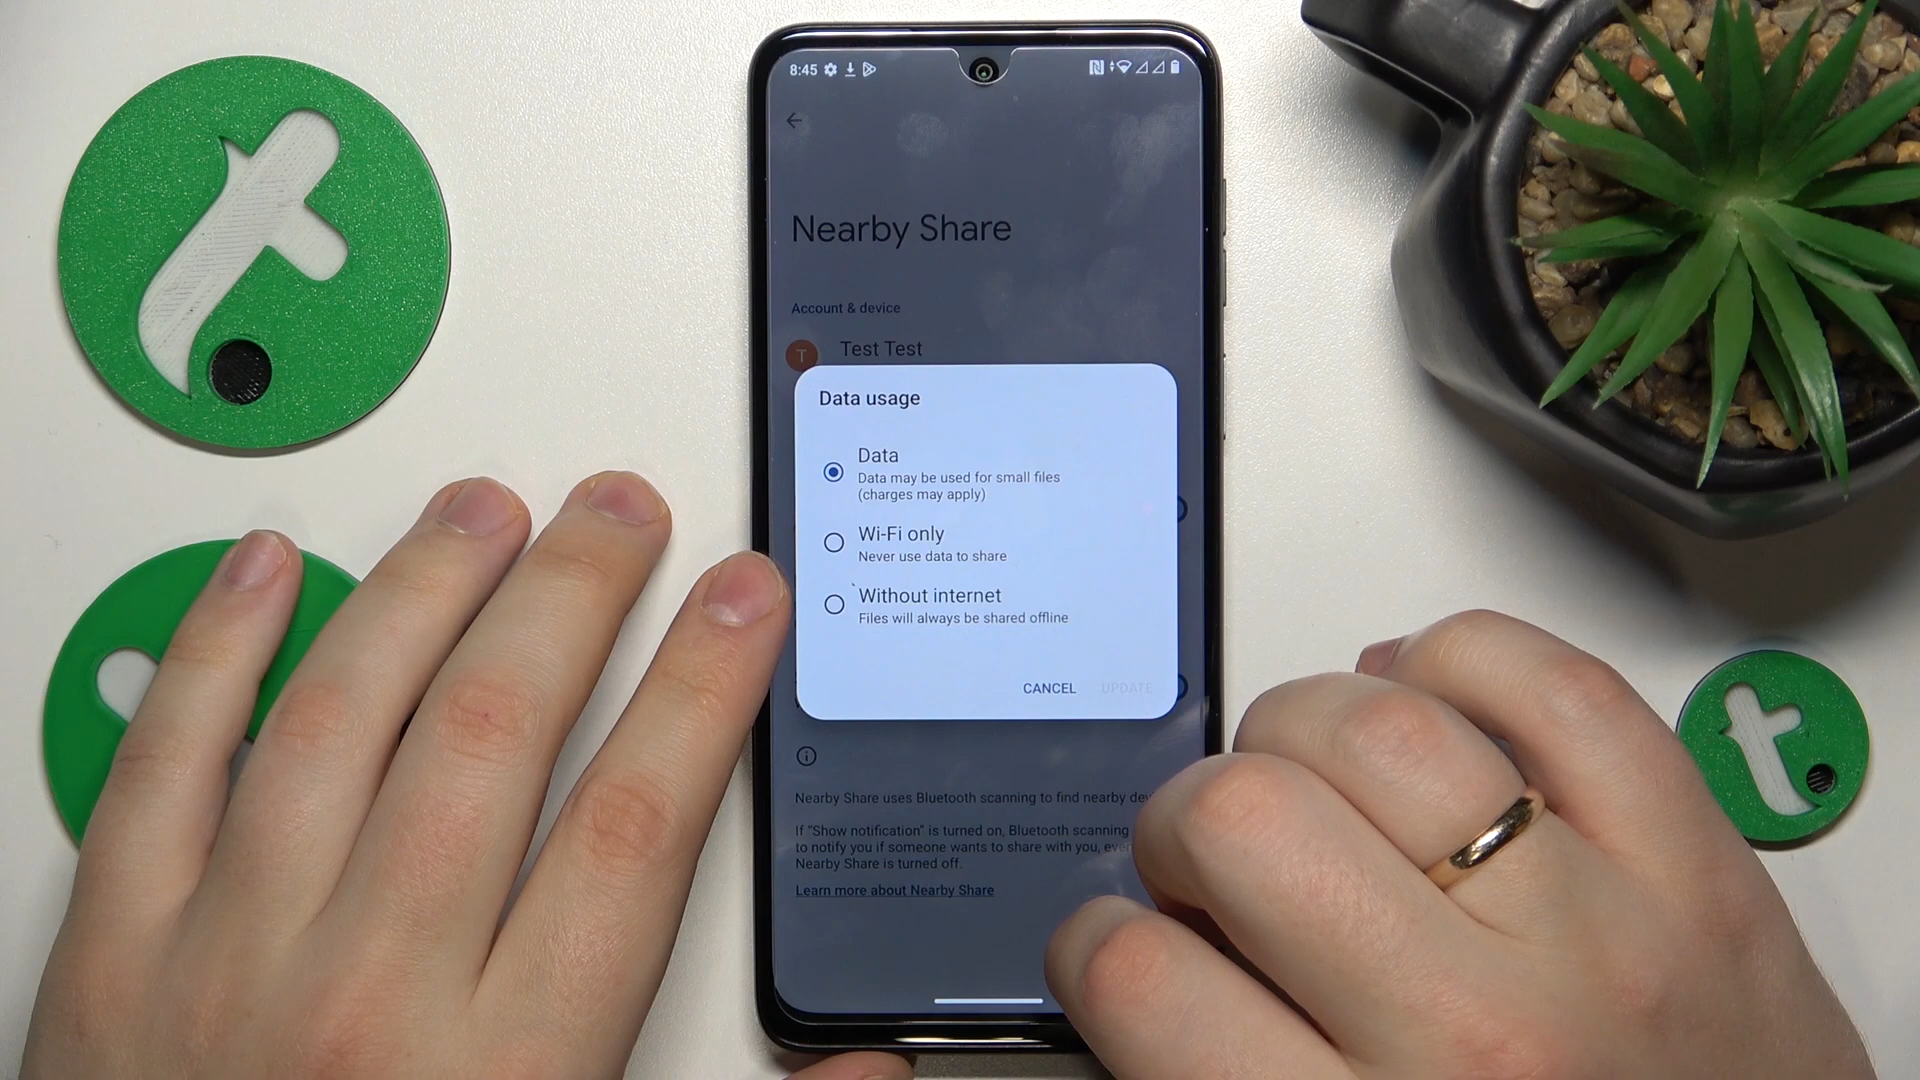 8:45
Nearby Share
Account & device
T
Test Test
Data usage
Data
Data may be used for small files
(charges may apply)
Wi-Fi only
Never use data to share
Without internet
Files will always be shared offline
CANCEL
UPDATE
Nearby Share uses Bluetooth scanning to find nearby
If “Show notification” is turned on, Bluetooth scanning
to notify you if someone wants to share with you,
Nearby Share is turned off.
Learn more about Nearby Share